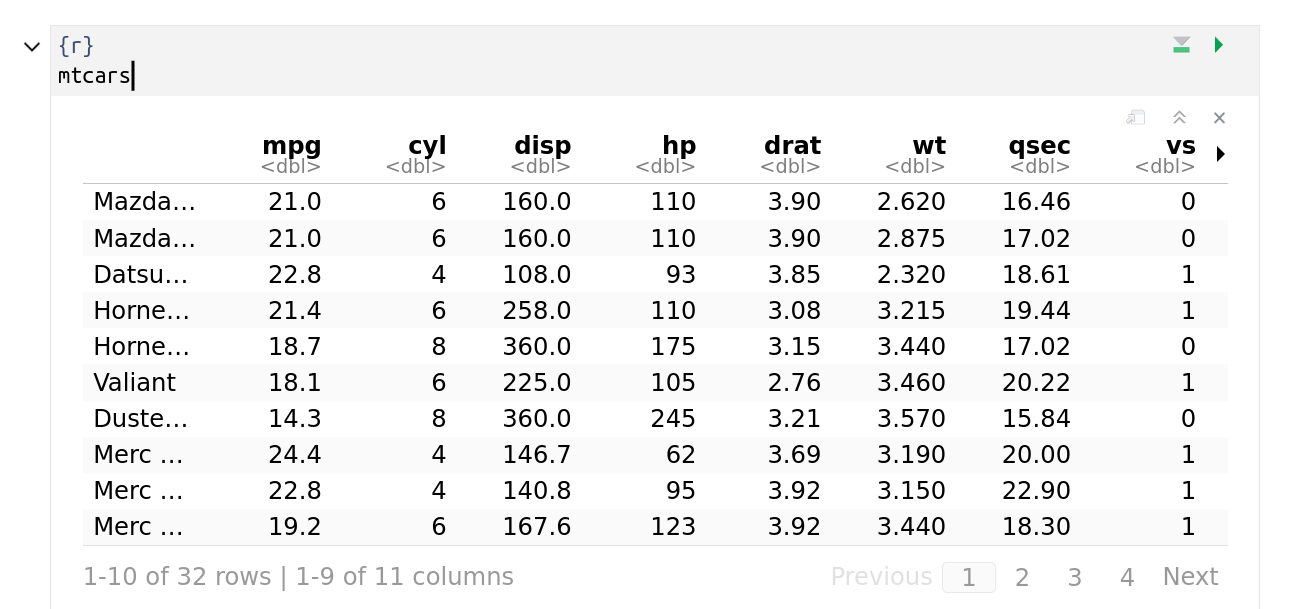 {r}
mtcars
mpg cyl disp hp drat wt qsec vs
<dbl> <dbl> <dbl> <dbl> <dbl> <dbl> <dbl> <dbl>
Mazda… 21.0 6 160.0 110 3.90 2.620 16.46 0
Mazda… 21.0 6 160.0 110 3.90 2.875 17.02 0
Datsu… 22.8 4 108.0 93 3.85 2.320 18.61 1
Horne… 21.4 6 258.0 110 3.08 3.215 19.44 1
Horne… 18.7 8 360.0 175 3.15 3.440 17.02 0
Valiant 18.1 6 225.0 105 2.76 3.460 20.22 1
Duste… 14.3 8 360.0 245 3.21 3.570 15.84 0
Merc … 24.4 4 146.7 62 3.69 3.190 20.00 1
Merc … 22.8 4 140.8 95 3.92 3.150 22.90 1
Merc … 19.2 6 167.6 123 3.92 3.440 18.30 1
1-10 of 32 rows | 1-9 of 11 columns Previous 1 2 3 4 Next